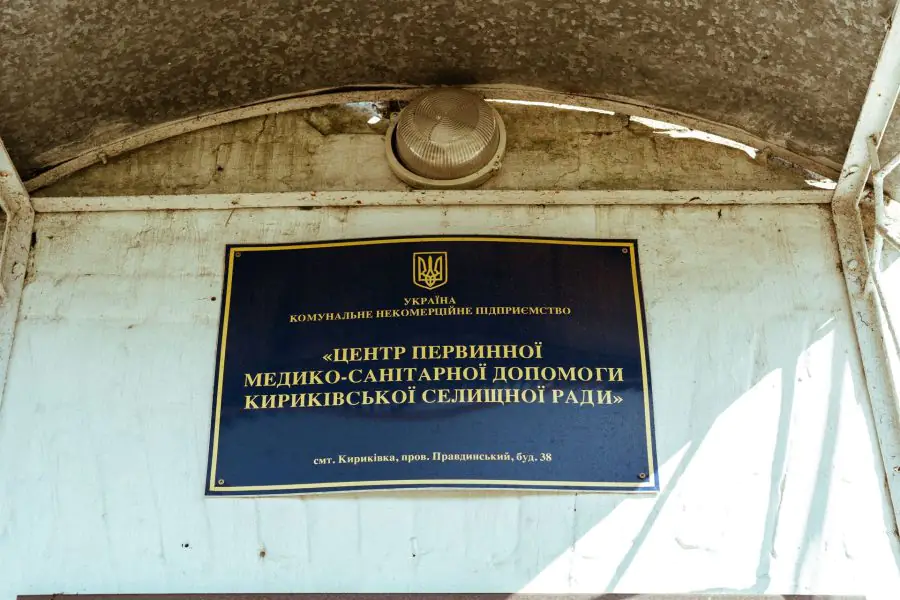 УКРАЇНА
КОМУНАЛЬНЕ НЕКОМЕРЦІЙНЕ ПІДПРИЄМСТВО
«ЦЕНТР ПЕРВИННОЇ
МЕДИКО-САНІТАРНОЇ ДОПОМОГИ
КИРИКІВСЬКОЇ СЕЛИЩНОЇ РАДИ»
смт. Кириківка, пров. Правдинський, буд. 38